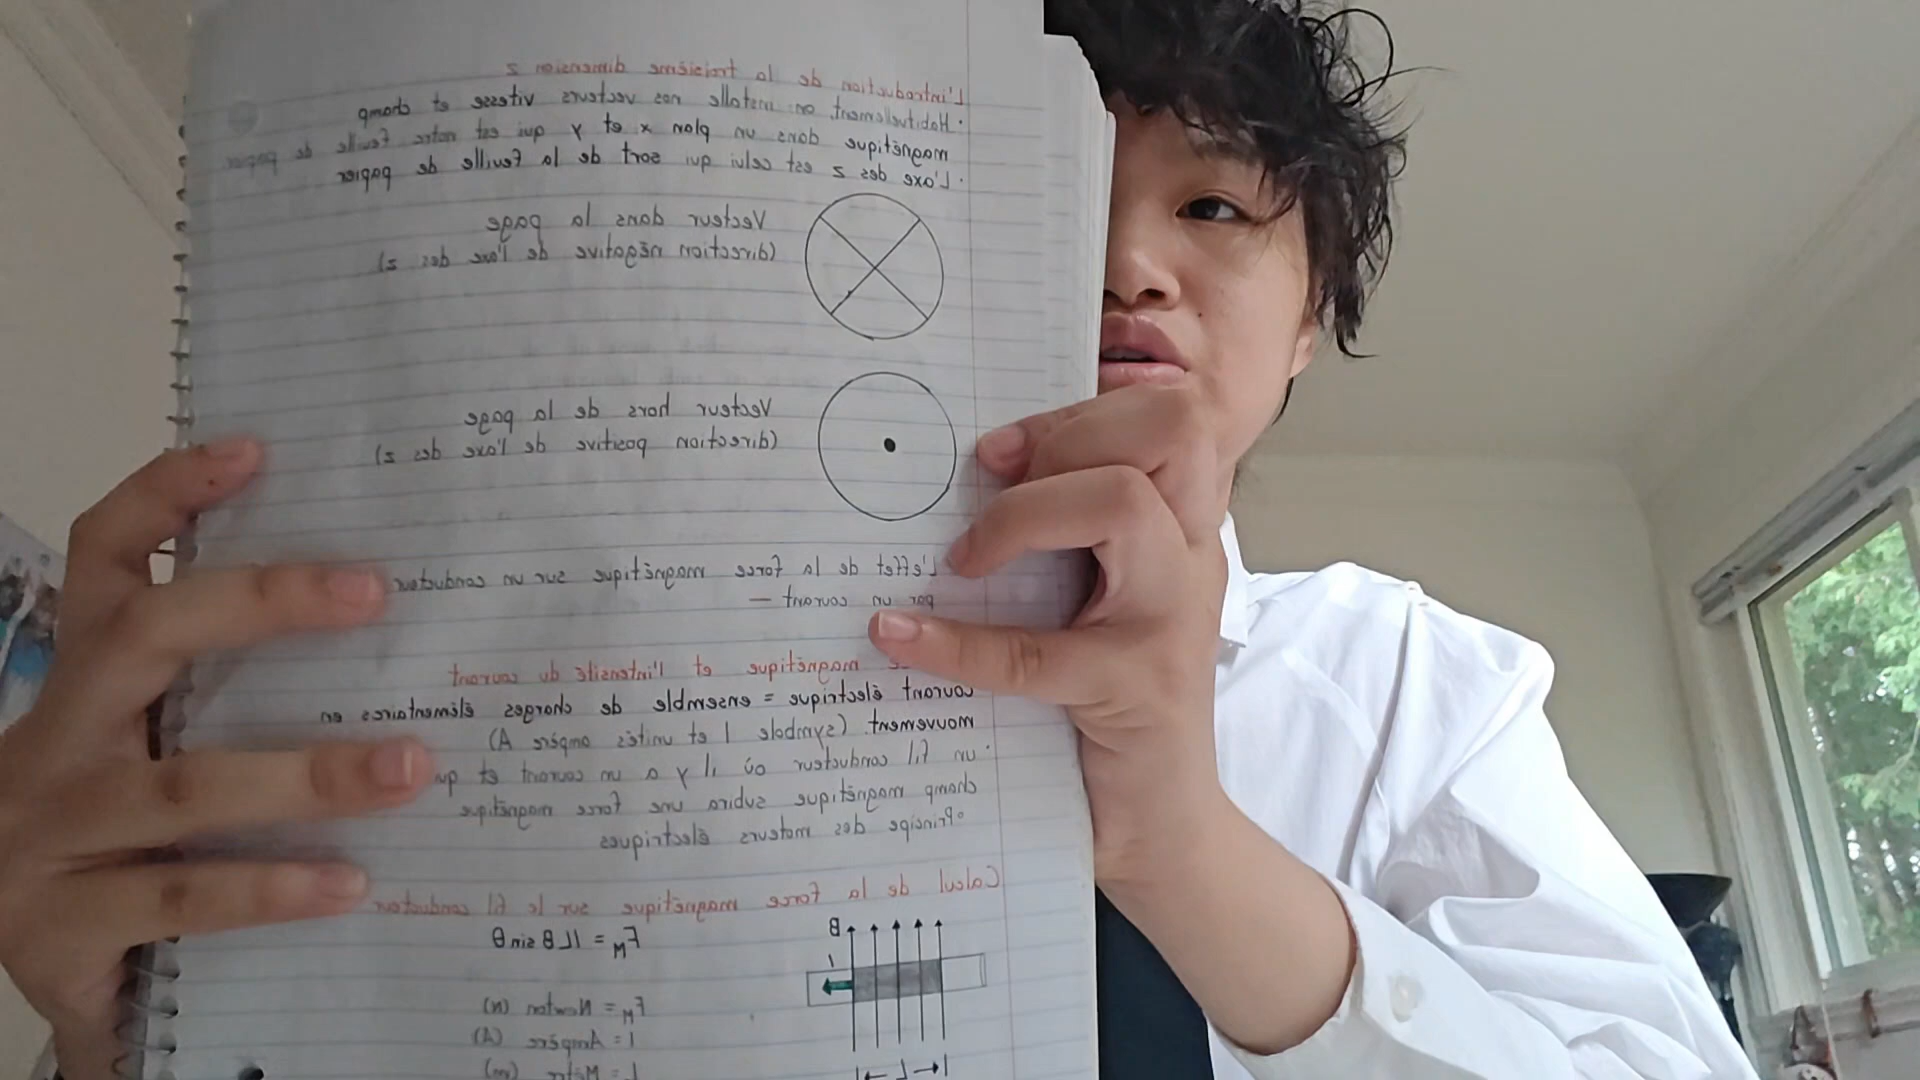 L'introduction de la troisième dimension z
· Habituellement, on installe nos vecteurs vitesse et champ
magnétique dans un plan x et y qui est notre feuille de papier
· L'axe des z est celui qui sort de la feuille de papier
Vecteur dans la page
(direction négative de l'axe des z)
Vecteur hors de la page
(direction positive de l'axe des z)
L'effet de la force magnétique sur un conducteur
par un courant —
magnétique et l'intensité du courant
courant électrique = ensemble de charges élémentaires en
mouvement. (symbole I et unités ampère A)
· un fil conducteur où il y a un courant et
champ magnétique subira une force magnétique
° Principe des moteurs électriques
Calcul de la force magnétique sur le fil conducteur
B
I
F_M = ILB sin θ
F_M = Newton (N)
I = Ampère (A)
L = Mètre (m)
L